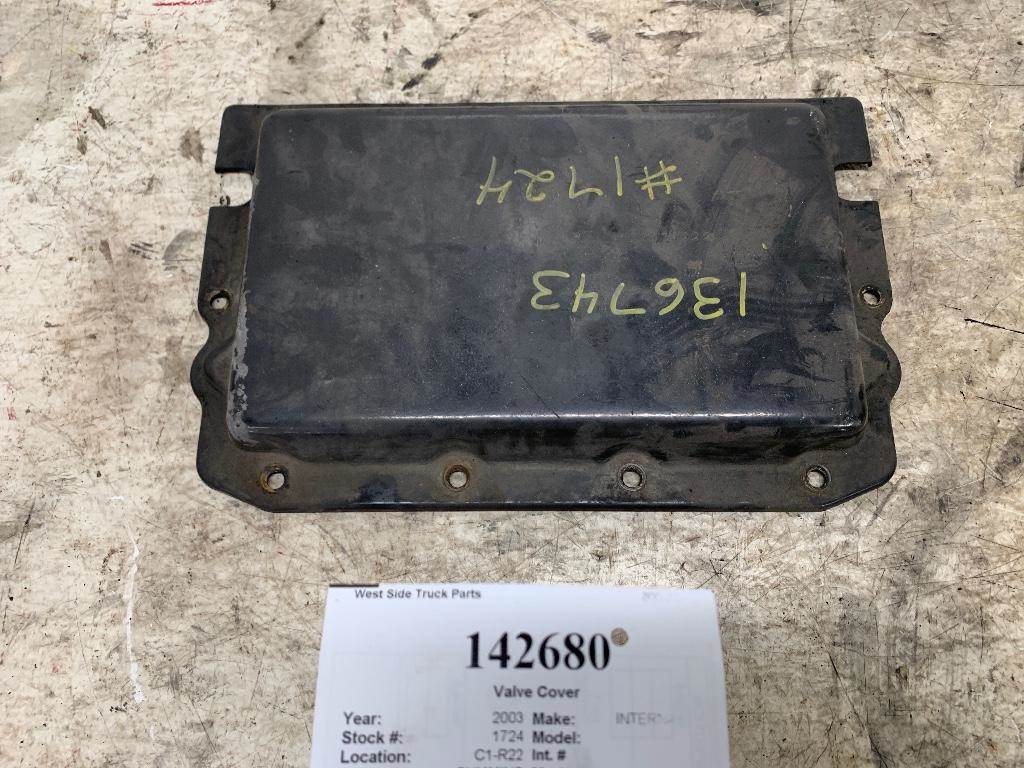 #1724
136743
West Side Truck Parts
142680
Valve Cover
Year: 2003 Make:
Stock #: 1724 Model:
Location: C1-R22 Int. #